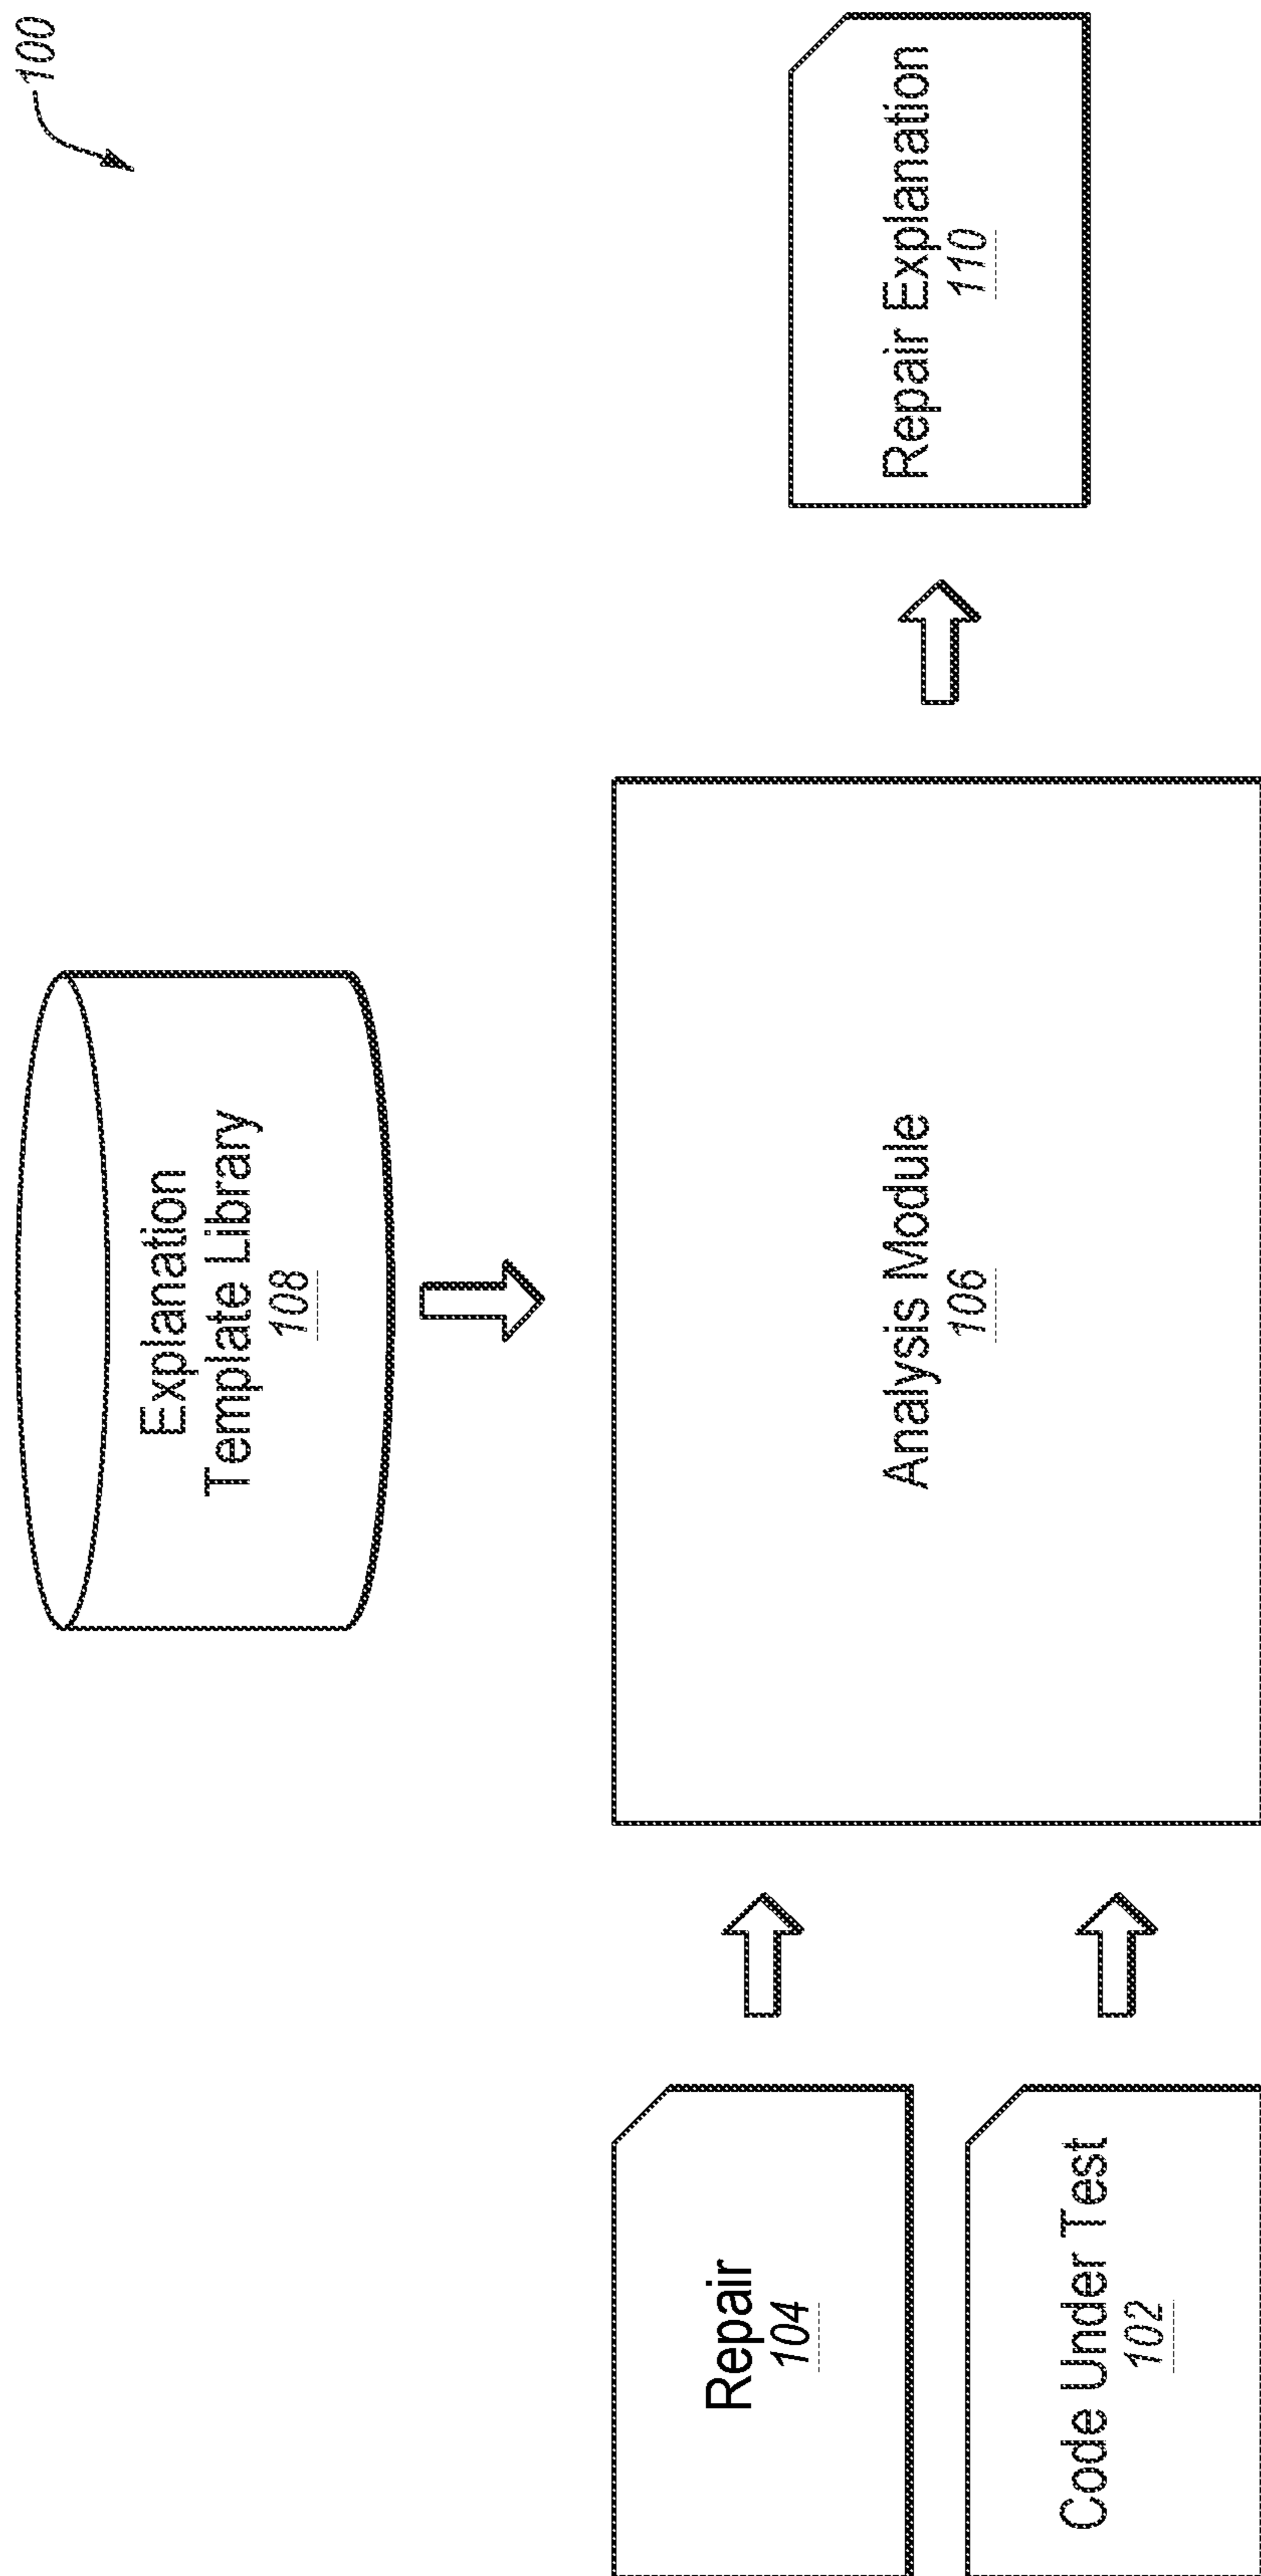 100
Explanation
Template Library
108
Repair
104
Code Under Test
102
Analysis Module
106
Repair Explanation
110